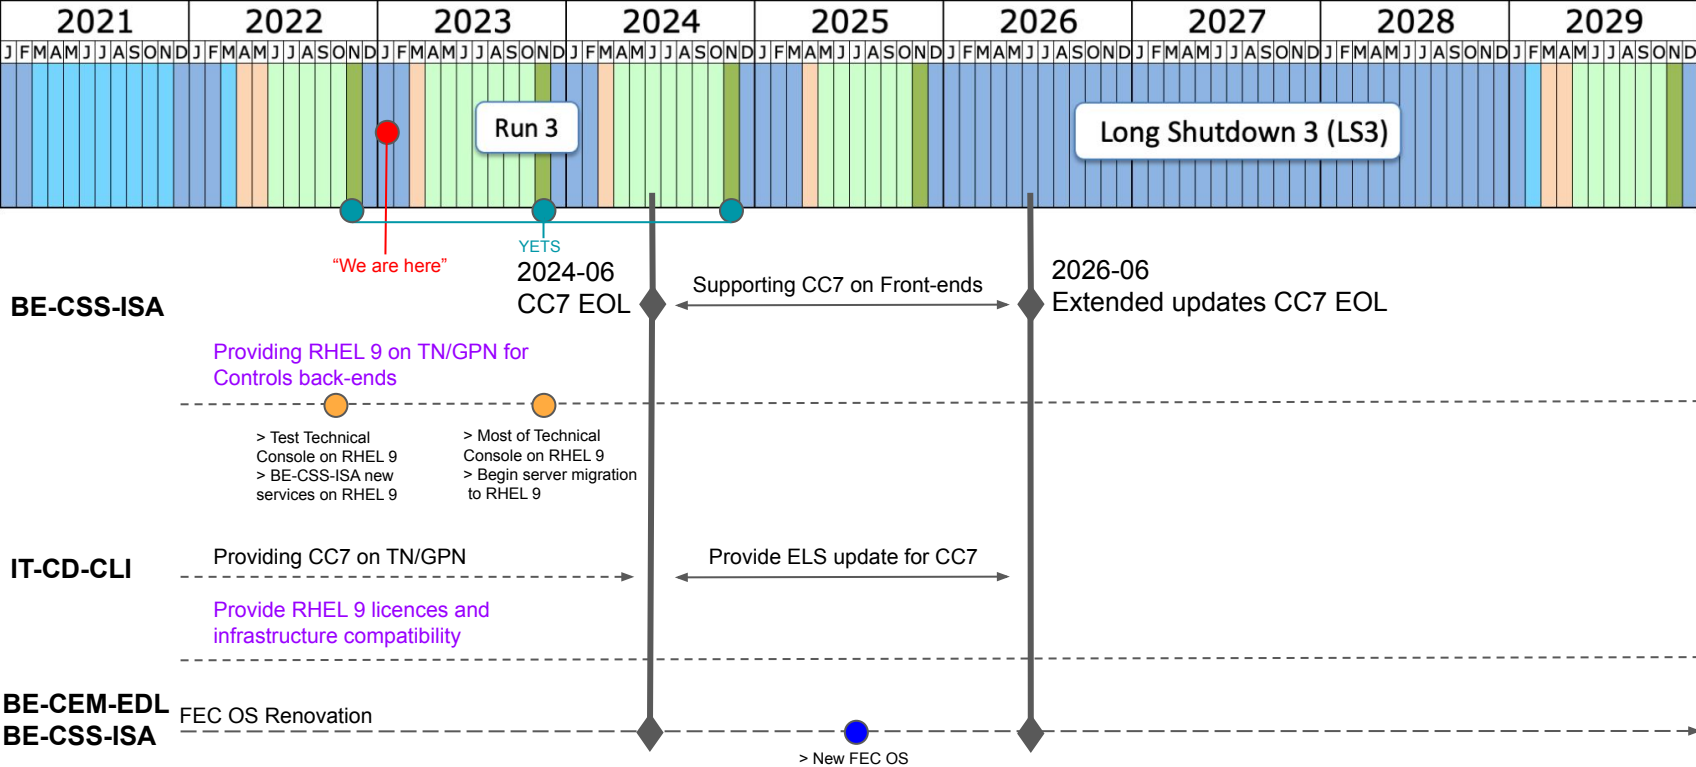 2021 2022 2023 2024 2025 2026 2027 2028 2029
J F M A M J J A S O N D J F M A M J J A S O N D J F M A M J J A S O N D J F M A M J J A S O N D J F M A M J J A S O N D J F M A M J J A S O N D J F M A M J J A S O N D J F M A M J J A S O N D J F M A M J J A S O N D
Run 3
Long Shutdown 3 (LS3)
YETS
“We are here”
2024-06
CC7 EOL
Supporting CC7 on Front-ends
2026-06
Extended updates CC7 EOL
BE-CSS-ISA
Providing RHEL 9 on TN/GPN for
Controls back-ends
> Test Technical
Console on RHEL 9
> BE-CSS-ISA new
services on RHEL 9
> Most of Technical
Console on RHEL 9
> Begin server migration
to RHEL 9
IT-CD-CLI
Providing CC7 on TN/GPN
Provide ELS update for CC7
Provide RHEL 9 licences and
infrastructure compatibility
BE-CEM-EDL
BE-CSS-ISA
FEC OS Renovation
> New FEC OS